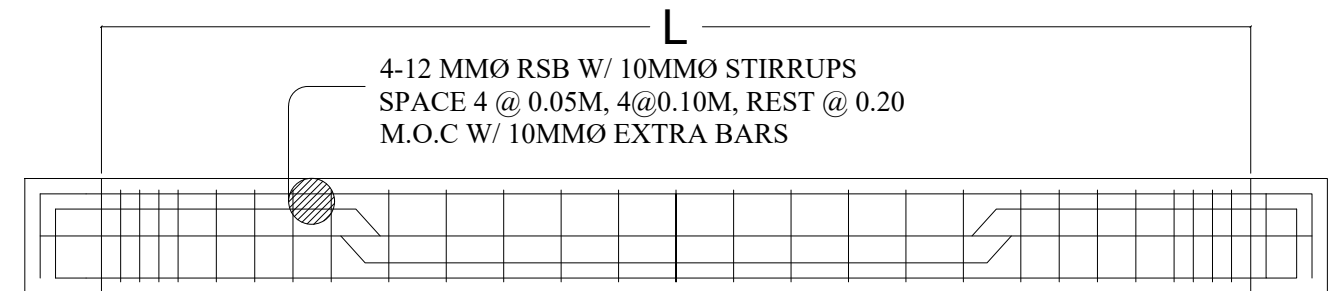 L
4-12 MMØ RSB W/ 10MMØ STIRRUPS
SPACE 4 @ 0.05M, 4@0.10M, REST @ 0.20
M.O.C W/ 10MMØ EXTRA BARS